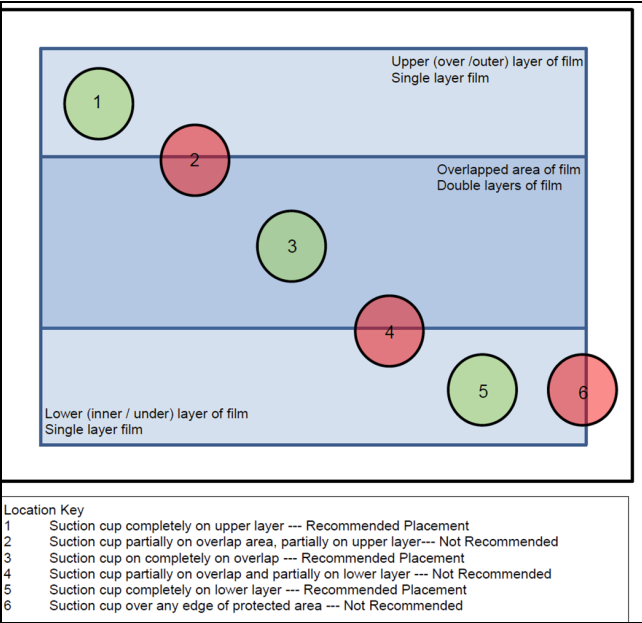 Upper (over /outer) layer of film
Single layer film
1
2
Overlapped area of film
Double layers of film
3
4
5
6
Lower (inner / under) layer of film
Single layer film
Location Key
1 Suction cup completely on upper layer --- Recommended Placement
2 Suction cup partially on overlap area, partially on upper layer--- Not Recommended
3 Suction cup on completely on overlap --- Recommended Placement
4 Suction cup partially on overlap and partially on lower layer --- Not Recommended
5 Suction cup completely on lower layer --- Recommended Placement
6 Suction cup over any edge of protected area --- Not Recommended